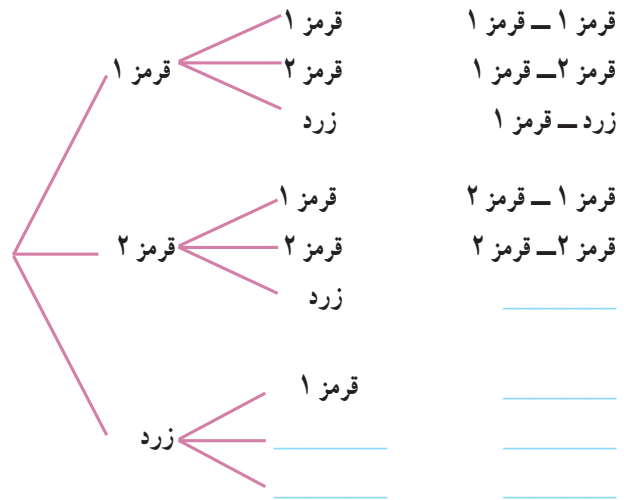 قرمز ۱ ــ قرمز ۱ قرمز ۱
قرمز ۲ــ قرمز ۱ قرمز ۲ قرمز ۱
زرد ــ قرمز ۱ زرد
قرمز ۱ ــ قرمز ۲ قرمز ۱
قرمز ۲ــ قرمز ۲ قرمز ۲ قرمز ۲
زرد
قرمز ۱
زرد